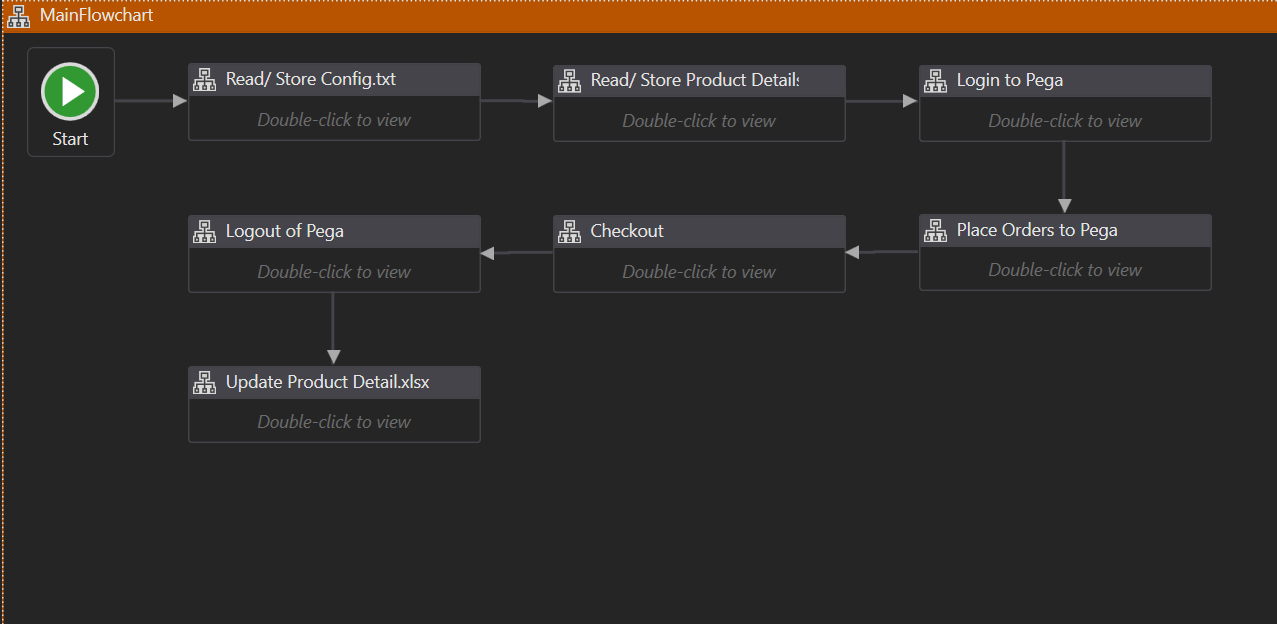 MainFlowchart
Start
Read/ Store Config.txt
Double-click to view
Read/ Store Product Details
Double-click to view
Login to Pega
Double-click to view
Logout of Pega
Double-click to view
Checkout
Double-click to view
Place Orders to Pega
Double-click to view
Update Product Detail.xlsx
Double-click to view